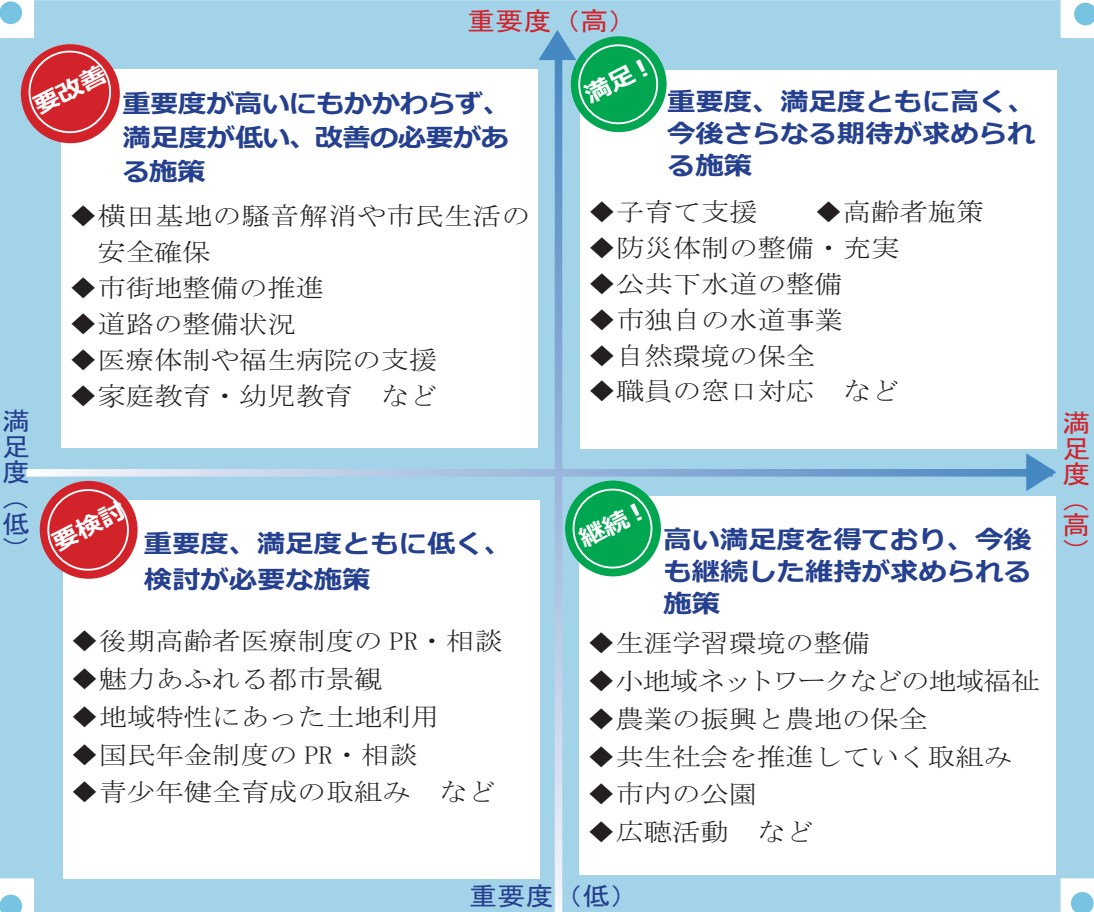 重要度（高）
要改善
重要度が高いにもかかわらず、
満足度が低い、改善の必要があ
る施策
◆横田基地の騒音解消や市民生活の
安全確保
◆市街地整備の推進
◆道路の整備状況
◆医療体制や福生病院の支援
◆家庭教育・幼児教育　など
満足！
重要度、満足度ともに高く、
今後さらなる期待が求められ
る施策
◆子育て支援　　◆高齢者施策
◆防災体制の整備・充実
◆公共下水道の整備
◆市独自の水道事業
◆自然環境の保全
◆職員の窓口対応　など
満足度（低）
満足度（高）
要検討
重要度、満足度ともに低く、
検討が必要な施策
◆後期高齢者医療制度の PR・相談
◆魅力あふれる都市景観
◆地域特性にあった土地利用
◆国民年金制度の PR・相談
◆青少年健全育成の取組み　など
継続！
高い満足度を得ており、今後
も継続した維持が求められる
施策
◆生涯学習環境の整備
◆小地域ネットワークなどの地域福祉
◆農業の振興と農地の保全
◆共生社会を推進していく取組み
◆市内の公園
◆広聴活動　など
重要度（低）